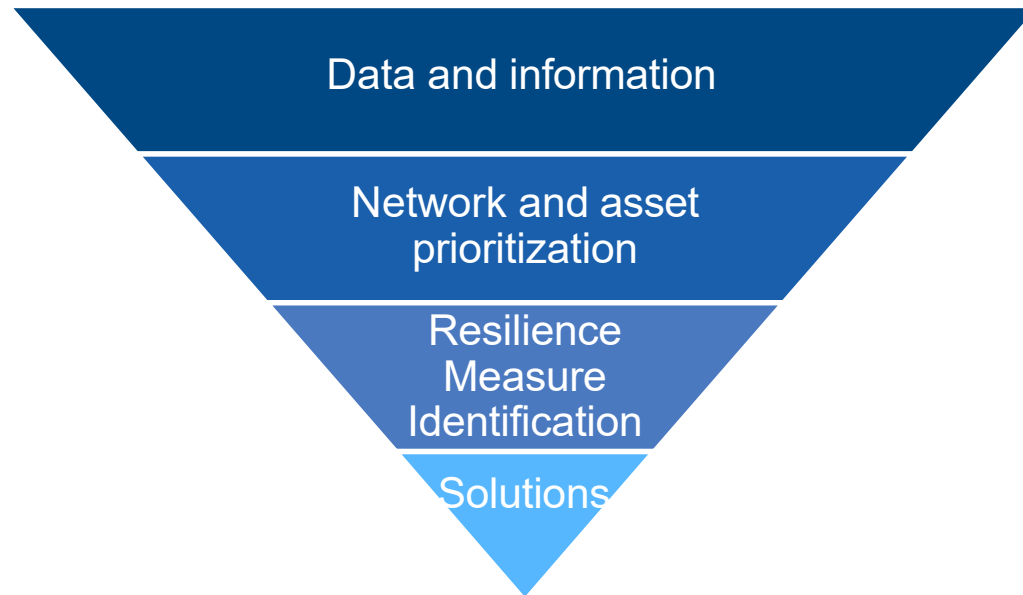 Data and information
Network and asset
prioritization
Resilience
Measure
Identification
Solutions